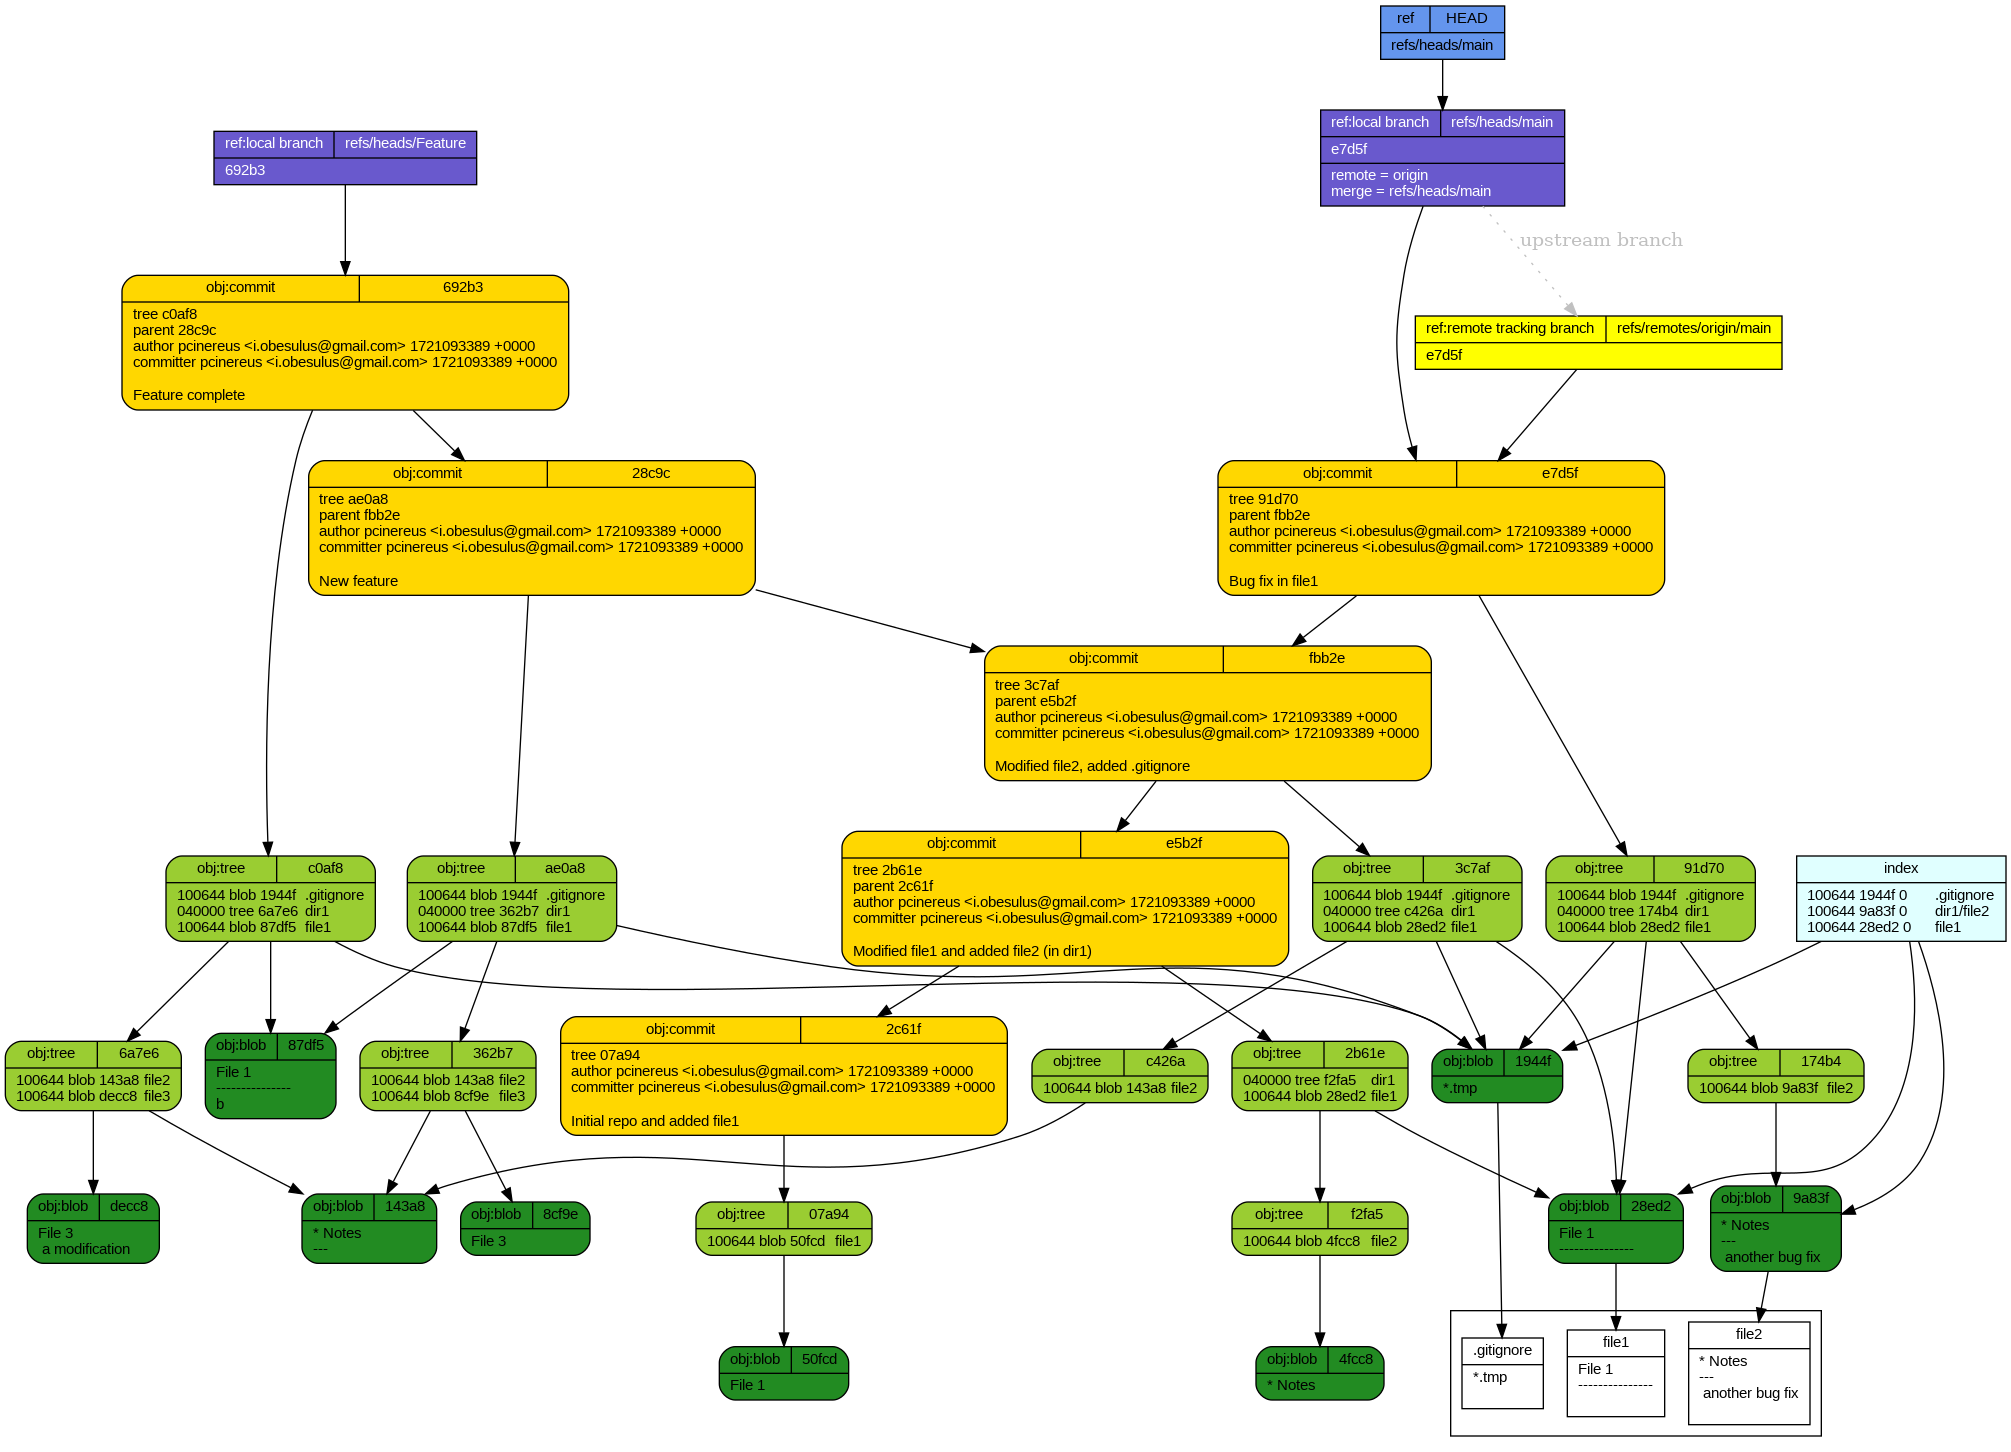 ref HEAD
refs/heads/main
ref:local branch refs/heads/main
e7d5f
remote = origin
merge = refs/heads/main
ref:local branch refs/heads/Feature
692b3
upstream branch
obj:commit 692b3
tree c0af8
parent 28c9c
author pcinereus <i.obesulus@gmail.com> 1721093389 +0000
committer pcinereus <i.obesulus@gmail.com> 1721093389 +0000
Feature complete
ref:remote tracking branch refs/remotes/origin/main
e7d5f
obj:commit 28c9c
tree ae0a8
parent fbb2e
author pcinereus <i.obesulus@gmail.com> 1721093389 +0000
committer pcinereus <i.obesulus@gmail.com> 1721093389 +0000
New feature
obj:commit e7d5f
tree 91d70
parent fbb2e
author pcinereus <i.obesulus@gmail.com> 1721093389 +0000
committer pcinereus <i.obesulus@gmail.com> 1721093389 +0000
Bug fix in file1
obj:commit fbb2e
tree 3c7af
parent e5b2f
author pcinereus <i.obesulus@gmail.com> 1721093389 +0000
committer pcinereus <i.obesulus@gmail.com> 1721093389 +0000
Modified file2, added .gitignore
obj:tree c0af8
100644 blob 1944f .gitignore
040000 tree 6a7e6 dir1
100644 blob 87df5 file1
obj:tree ae0a8
100644 blob 1944f .gitignore
040000 tree 362b7 dir1
100644 blob 87df5 file1
obj:commit e5b2f
tree 2b61e
parent 2c61f
author pcinereus <i.obesulus@gmail.com> 1721093389 +0000
committer pcinereus <i.obesulus@gmail.com> 1721093389 +0000
Modified file1 and added file2 (in dir1)
obj:tree 3c7af
100644 blob 1944f .gitignore
040000 tree c426a dir1
100644 blob 28ed2 file1
obj:tree 91d70
100644 blob 1944f .gitignore
040000 tree 174b4 dir1
100644 blob 28ed2 file1
index
100644 1944f 0 .gitignore
100644 9a83f 0 dir1/file2
100644 28ed2 0 file1
obj:tree 6a7e6
100644 blob 143a8 file2
100644 blob decc8 file3
obj:blob 87df5
File 1
---------------
b
obj:tree 362b7
100644 blob 143a8 file2
100644 blob 8cf9e file3
obj:commit 2c61f
tree 07a94
author pcinereus <i.obesulus@gmail.com> 1721093389 +0000
committer pcinereus <i.obesulus@gmail.com> 1721093389 +0000
Initial repo and added file1
obj:tree c426a
100644 blob 143a8 file2
obj:tree 2b61e
040000 tree f2fa5 dir1
100644 blob 28ed2 file1
obj:blob 1944f
*.tmp
obj:tree 174b4
100644 blob 9a83f file2
obj:blob decc8
File 3
a modification
obj:blob 143a8
* Notes
---
obj:blob 8cf9e
File 3
obj:tree 07a94
100644 blob 50fcd file1
obj:tree f2fa5
100644 blob 4fcc8 file2
obj:blob 28ed2
File 1
---------------
obj:blob 9a83f
* Notes
---
another bug fix
obj:blob 50fcd
File 1
obj:blob 4fcc8
* Notes
.gitignore
*.tmp
file1
File 1
---------------
file2
* Notes
---
another bug fix